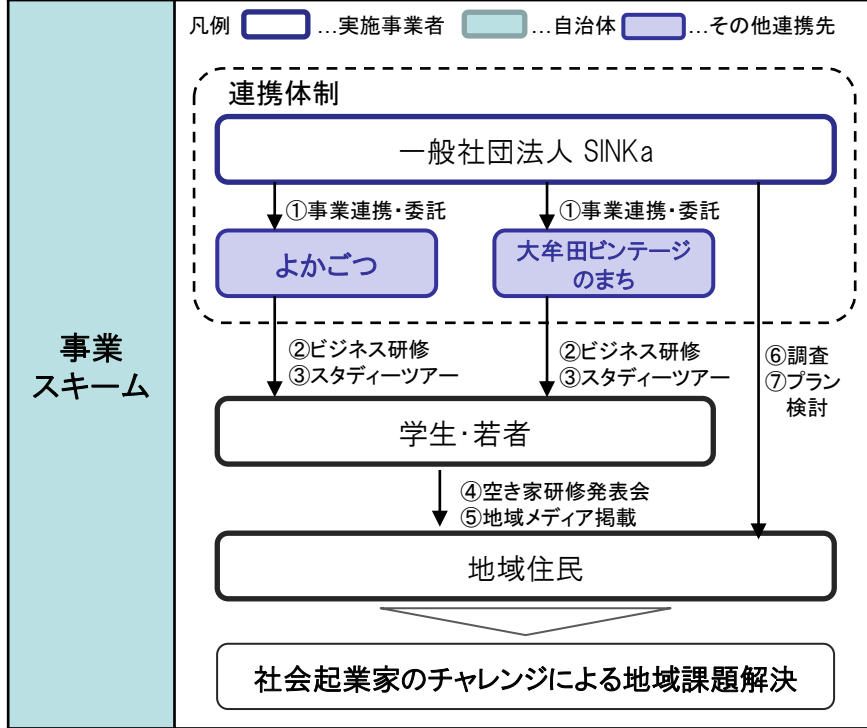 凡例 …実施事業者 …自治体 …その他連携先
連携体制
一般社団法人 SINKa
①事業連携・委託
①事業連携・委託
よかごつ
大牟田ビンテージ
のまち
事業
スキーム
②ビジネス研修
③スタディーツアー
②ビジネス研修
③スタディーツアー
⑥調査
⑦プラン
検討
学生・若者
④空き家研修発表会
⑤地域メディア掲載
地域住民
社会起業家のチャレンジによる地域課題解決